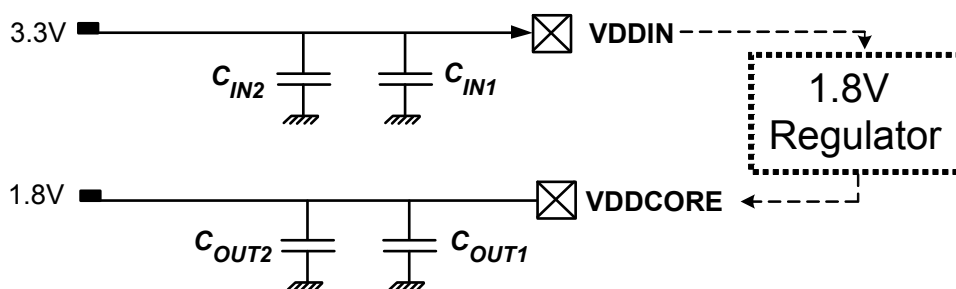 3.3V
VDDIN
C_IN2
C_IN1
1.8V
Regulator
1.8V
VDDCORE
C_OUT2
C_OUT1